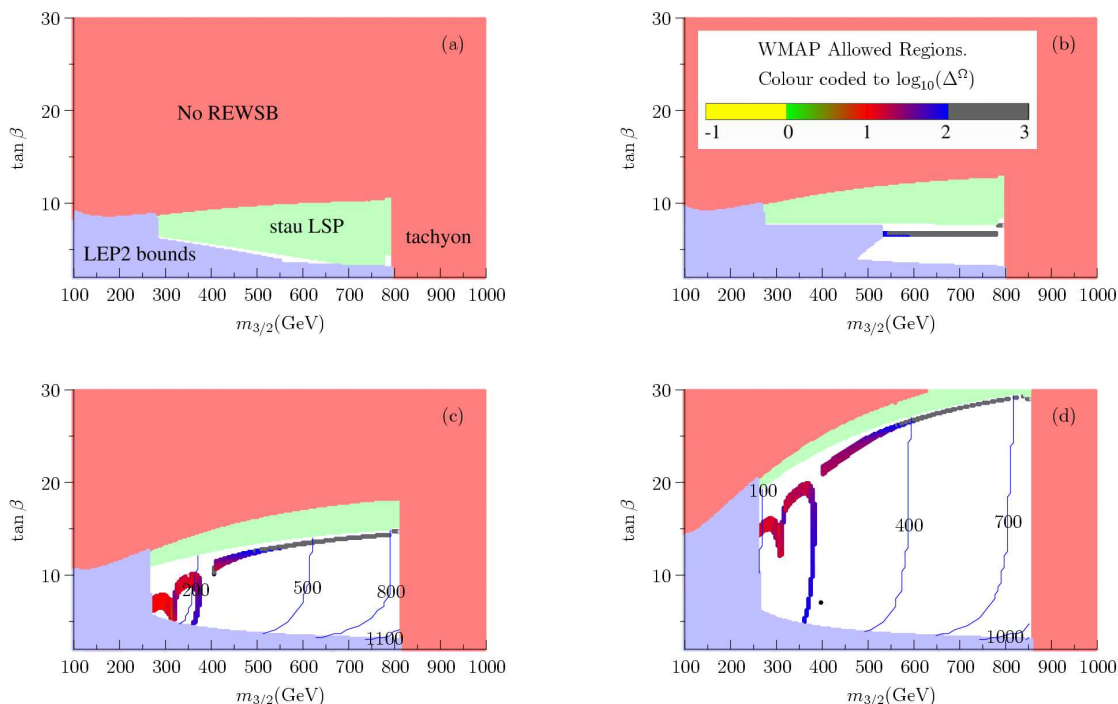 30
20
10
tan β
(a)
No REWSB
stau LSP
tachyon
LEP2 bounds
100 200 300 400 500 600 700 800 900 1000
m3/2(GeV)
30
20
10
tan β
(b)
WMAP Allowed Regions.
Colour coded to log10(ΔΩ)
-1 0 1 2 3
100 200 300 400 500 600 700 800 900 1000
m3/2(GeV)
30
20
10
tan β
(c)
200
500
800
1100
100 200 300 400 500 600 700 800 900 1000
m3/2(GeV)
30
20
10
tan β
(d)
100
400
700
1000
100 200 300 400 500 600 700 800 900 1000
m3/2(GeV)